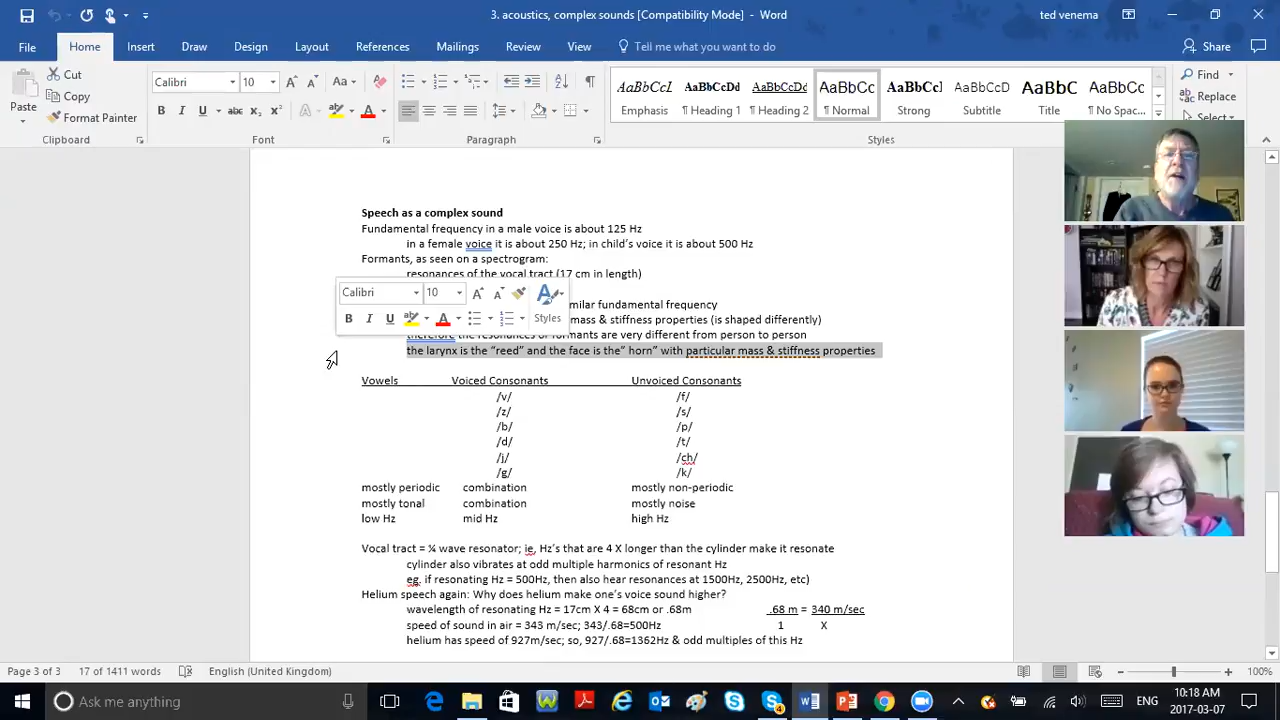 3. acoustics, complex sounds [Compatibility Mode] - Word
ted venema
File Home Insert Draw Design Layout References Mailings Review View Tell me what you want to do Share
Paste
Cut
Copy
Format Painter
Clipboard
Calibri 10
Font
Paragraph
AaBbCcL AaBbCcDd AaBbCcDd AaBbCc AaBbCcl AaBbCcDd AaBbC AaBbCc
Emphasis ¶ Heading 1 ¶ Heading 2 ¶ Normal Strong Subtitle Title ¶ No Spac...
Styles
Find
Replace
Select
Speech as a complex sound
Fundamental frequency in a male voice is about 125 Hz
in a female voice it is about 250 Hz; in child's voice it is about 500 Hz
Formants, as seen on a spectrogram:
resonances of the vocal tract (17 cm in length)
Calibri 10
milar fundamental frequency
mass & stiffness properties (is shaped differently)
B I U A Styles
therefore the resonances or formants are very different from person to person
the larynx is the "reed" and the face is the" horn" with particular mass & stiffness properties
Vowels Voiced Consonants Unvoiced Consonants
/v/ /f/
/z/ /s/
/b/ /p/
/d/ /t/
/j/ /ch/
/g/ /k/
mostly periodic combination mostly non-periodic
mostly tonal combination mostly noise
low Hz mid Hz high Hz
Vocal tract = ¼ wave resonator; ie, Hz's that are 4 X longer than the cylinder make it resonate
cylinder also vibrates at odd multiple harmonics of resonant Hz
eg. if resonating Hz = 500Hz, then also hear resonances at 1500Hz, 2500Hz, etc)
Helium speech again: Why does helium make one's voice sound higher?
wavelength of resonating Hz = 17cm X 4 = 68cm or .68m .68 m = 340 m/sec
speed of sound in air = 343 m/sec; 343/.68=500Hz 1 X
helium has speed of 927m/sec; so, 927/.68=1362Hz & odd multiples of this Hz
Page 3 of 3 17 of 1411 words English (United Kingdom) 100%
Ask me anything
ENG
10:18 AM
2017-03-07